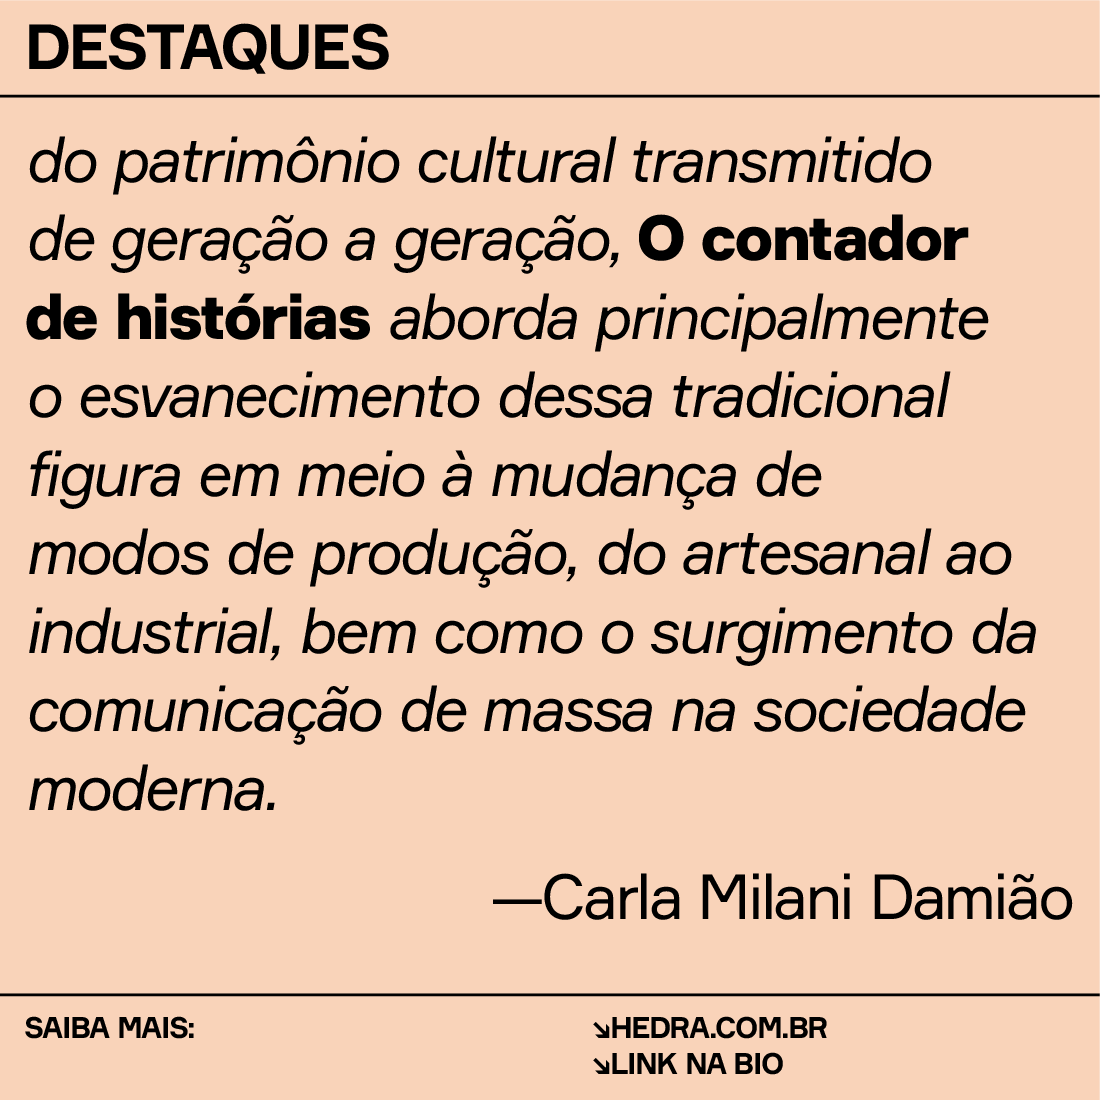 DESTAQUES
do patrimônio cultural transmitido
de geração a geração, O contador
de histórias aborda principalmente
o esvanecimento dessa tradicional
figura em meio à mudança de
modos de produção, do artesanal ao
industrial, bem como o surgimento da
comunicação de massa na sociedade
moderna.
—Carla Milani Damião
SAIBA MAIS:
↘HEDRA.COM.BR
↘LINK NA BIO